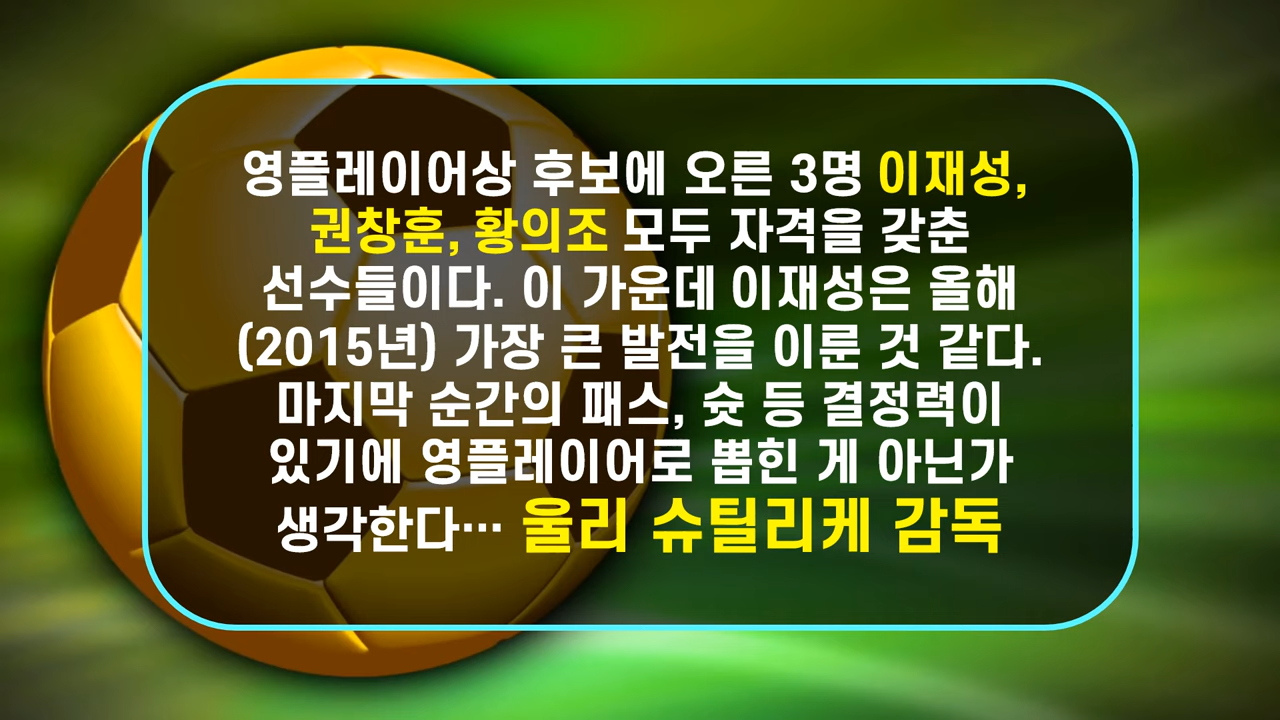 영플레이어상 후보에 오른 3명 이재성,
권창훈, 황의조 모두 자격을 갖춘
선수들이다. 이 가운데 이재성은 올해
(2015년) 가장 큰 발전을 이룬 것 같다.
마지막 순간의 패스, 슛 등 결정력이
있기에 영플레이어로 뽑힌 게 아닌가
생각한다… 울리 슈틸리케 감독